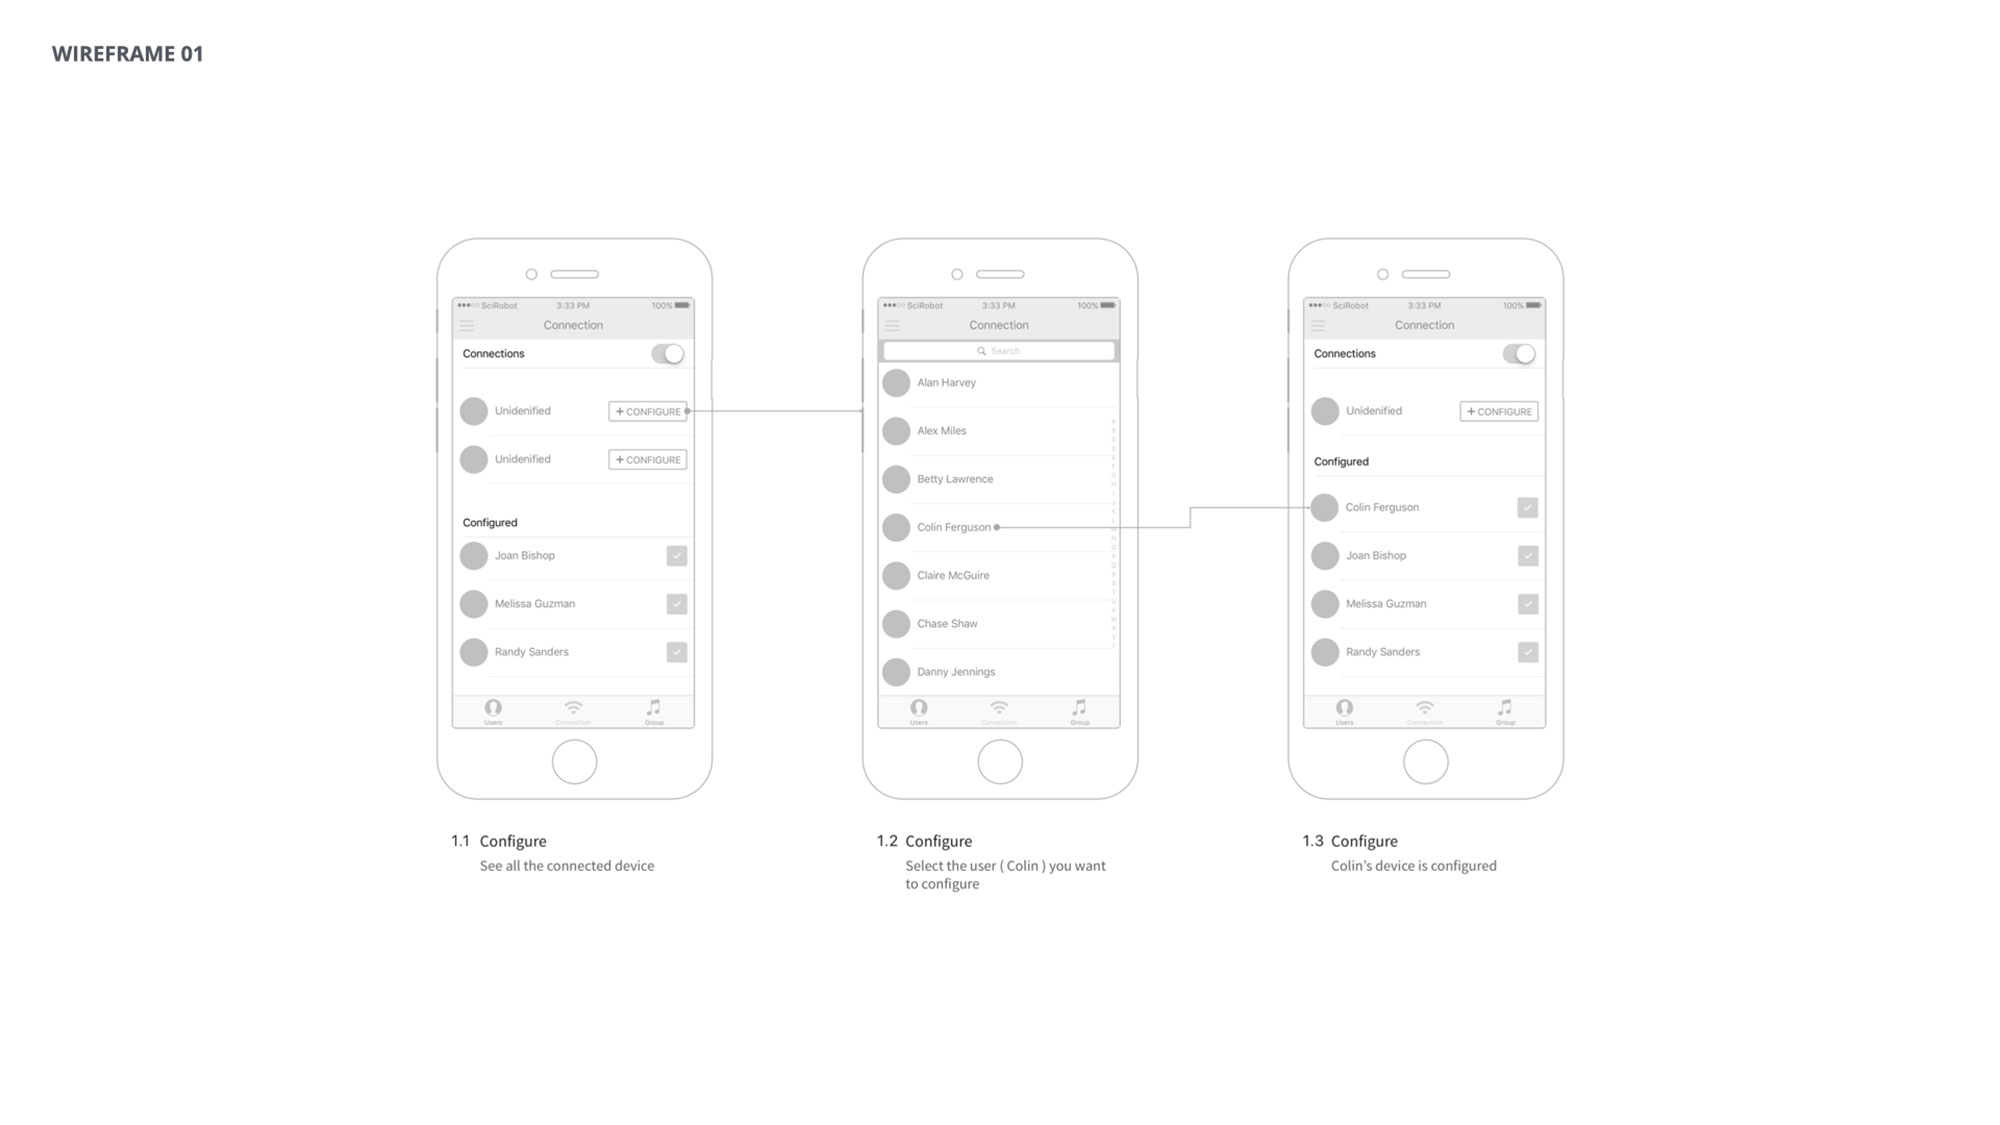 WIREFRAME 01
SciRobot 3:33 PM 100%
Connection
Connections
Unidenified + CONFIGURE
Unidenified + CONFIGURE
Configured
Joan Bishop
Melissa Guzman
Randy Sanders
Users Connection Group
1.1 Configure
See all the connected device
SciRobot 3:33 PM 100%
Connection
Search
Alan Harvey
Alex Miles
Betty Lawrence
Colin Ferguson
Claire McGuire
Chase Shaw
Danny Jennings
Users Connection Group
1.2 Configure
Select the user ( Colin ) you want
to configure
SciRobot 3:33 PM 100%
Connection
Connections
Unidenified + CONFIGURE
Configured
Colin Ferguson
Joan Bishop
Melissa Guzman
Randy Sanders
Users Connection Group
1.3 Configure
Colin's device is configured